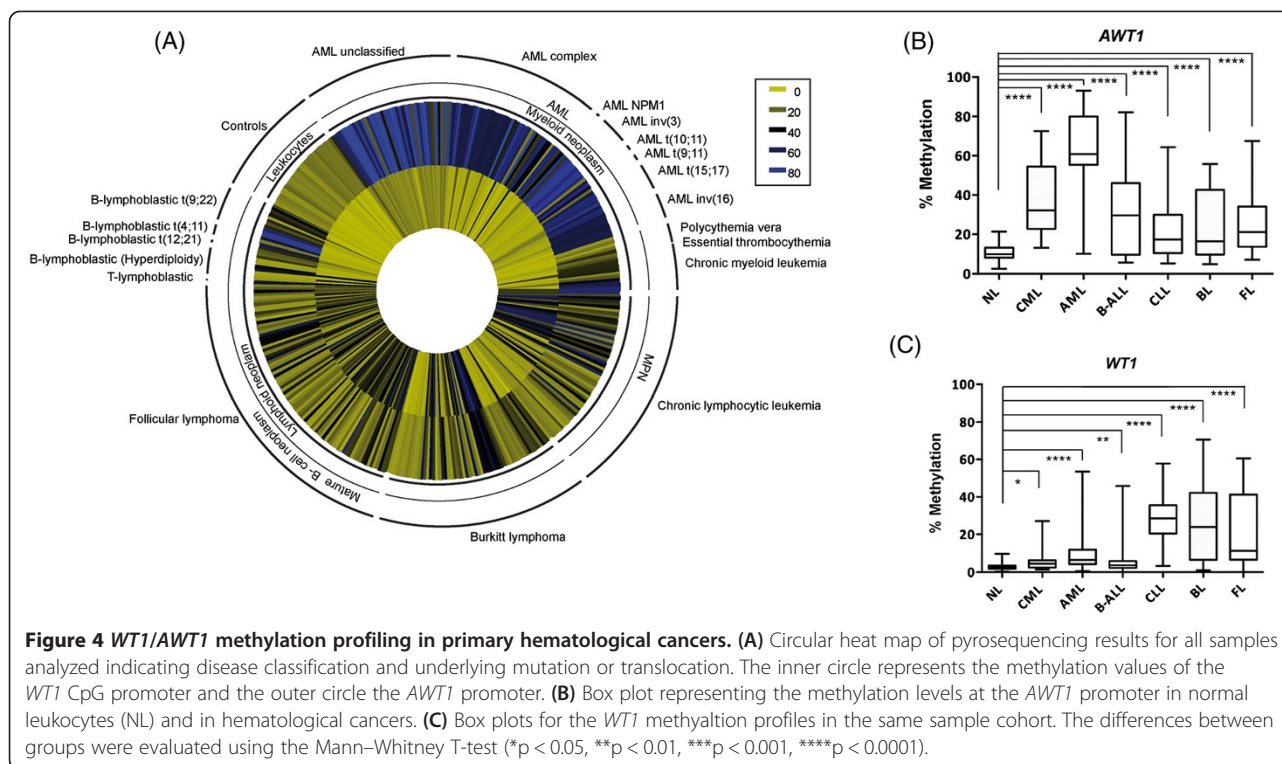 (A)
AML unclassified
AML complex
Controls
AML NPM1
AML inv(3)
AML t(10;11)
AML t(9;11)
AML t(15;17)
AML inv(16)
Polycythemia vera
Essential thrombocythemia
Chronic myeloid leukemia
B-lymphoblastic t(9;22)
B-lymphoblastic t(4;11)
B-lymphoblastic t(12;21)
B-lymphoblastic (Hyperdiploidy)
T-lymphoblastic
Leukocytes
AML
Myeloid neoplasm
MPN
Lymphoid neoplam
Mature B- cell neoplasm
Follicular lymphoma
Chronic lymphocytic leukemia
Burkitt lymphoma
0
20
40
60
80
(B)
AWT1
**** **** **** **** **** ****
% Methylation
100
80
60
40
20
0
NL CML AML B-ALL CLL BL FL
(C)
WT1
* **** ** **** **** ****
% Methylation
100
80
60
40
20
0
NL CML AML B-ALL CLL BL FL
Figure 4 WT1/AWT1 methylation profiling in primary hematological cancers. (A) Circular heat map of pyrosequencing results for all samples
analyzed indicating disease classification and underlying mutation or translocation. The inner circle represents the methylation values of the
WT1 CpG promoter and the outer circle the AWT1 promoter. (B) Box plot representing the methylation levels at the AWT1 promoter in normal
leukocytes (NL) and in hematological cancers. (C) Box plots for the WT1 methyaltion profiles in the same sample cohort. The differences between
groups were evaluated using the Mann–Whitney T-test (*p < 0.05, **p < 0.01, ***p < 0.001, ****p < 0.0001).